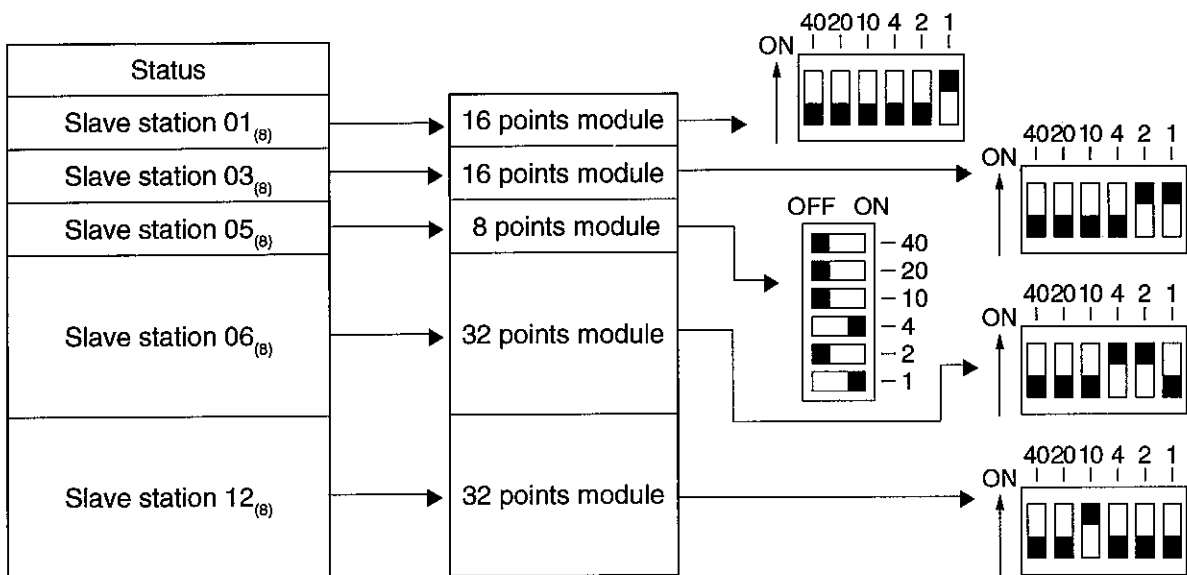 Status
Slave station 01(8)
Slave station 03(8)
Slave station 05(8)
Slave station 06(8)
Slave station 12(8)
16 points module
16 points module
8 points module
32 points module
32 points module
40 20 10 4 2 1
ON
40 20 10 4 2 1
ON
OFF ON
– 40
– 20
– 10
– 4
– 2
– 1
40 20 10 4 2 1
ON
40 20 10 4 2 1
ON